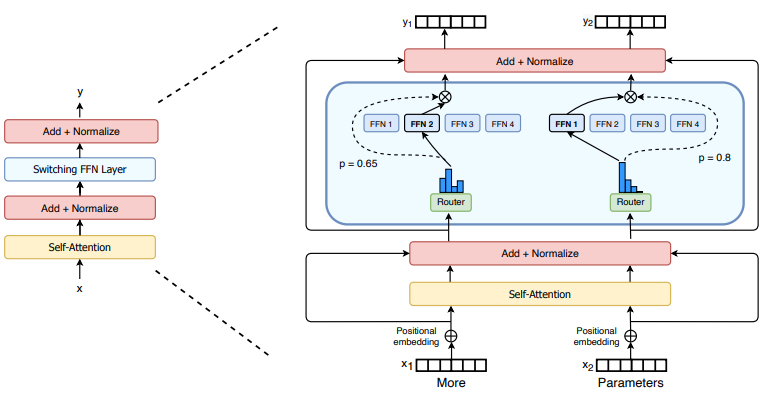 y
Add + Normalize
Switching FFN Layer
Add + Normalize
Self-Attention
x
y1 y2
Add + Normalize
FFN 1 FFN 2 FFN 3 FFN 4 FFN 1 FFN 2 FFN 3 FFN 4
p = 0.65 p = 0.8
Router Router
Add + Normalize
Self-Attention
Positional
embedding
Positional
embedding
x1 x2
More Parameters